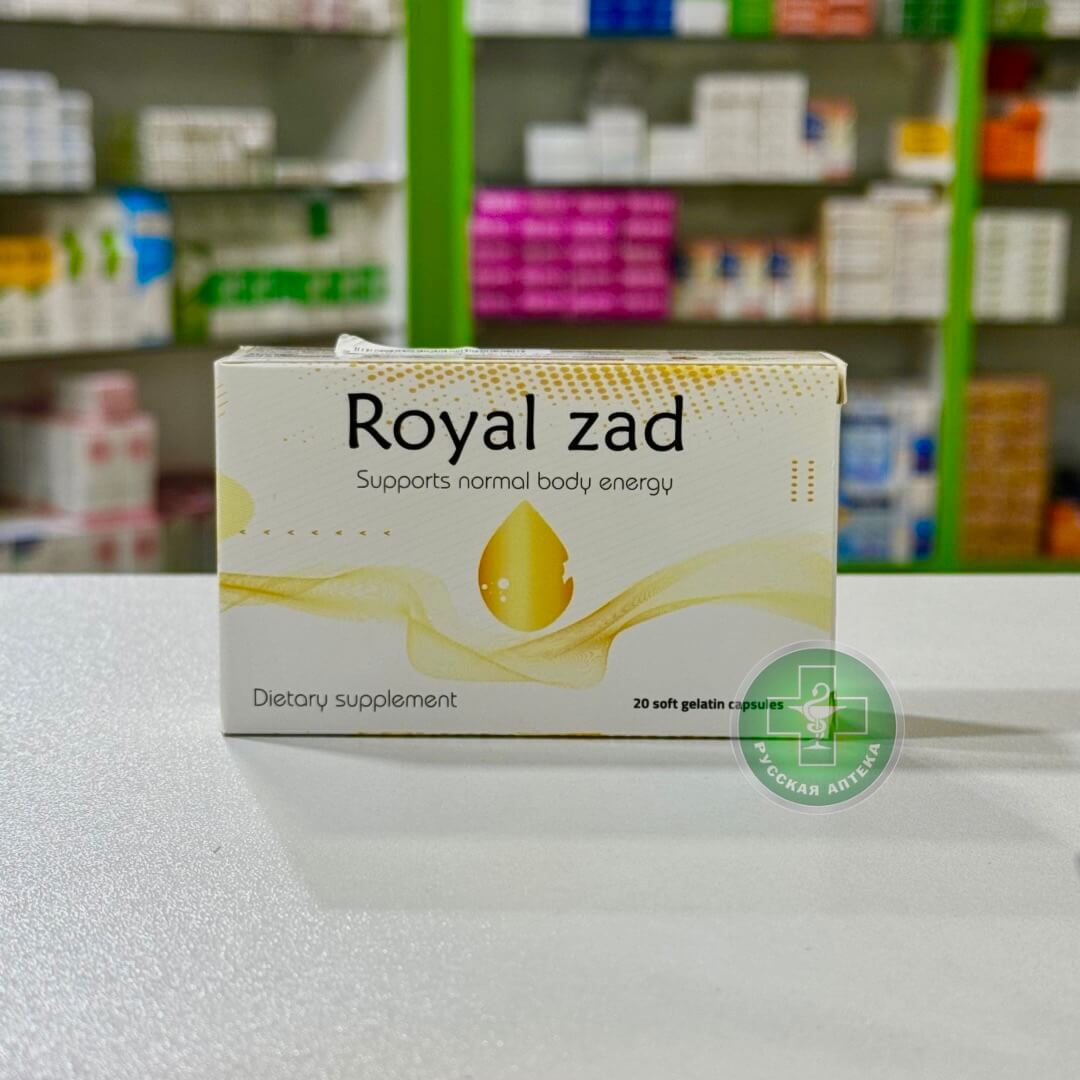 Royal zad
Supports normal body energy
Dietary supplement
20 soft gelatin capsules
РУССКАЯ АПТЕКА